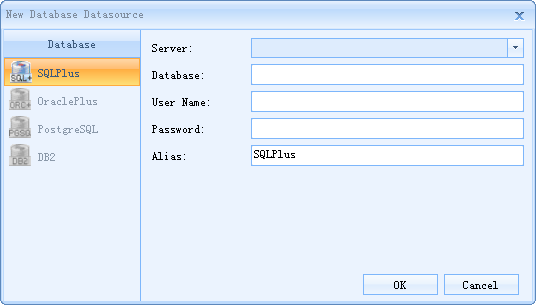 New Database Datasource
Database
SQL+ SQLPlus
ORC+ OraclePlus
PGSQ PostgreSQL
DB2 DB2
Server:
Database:
User Name:
Password:
Alias: SQLPlus
OK Cancel